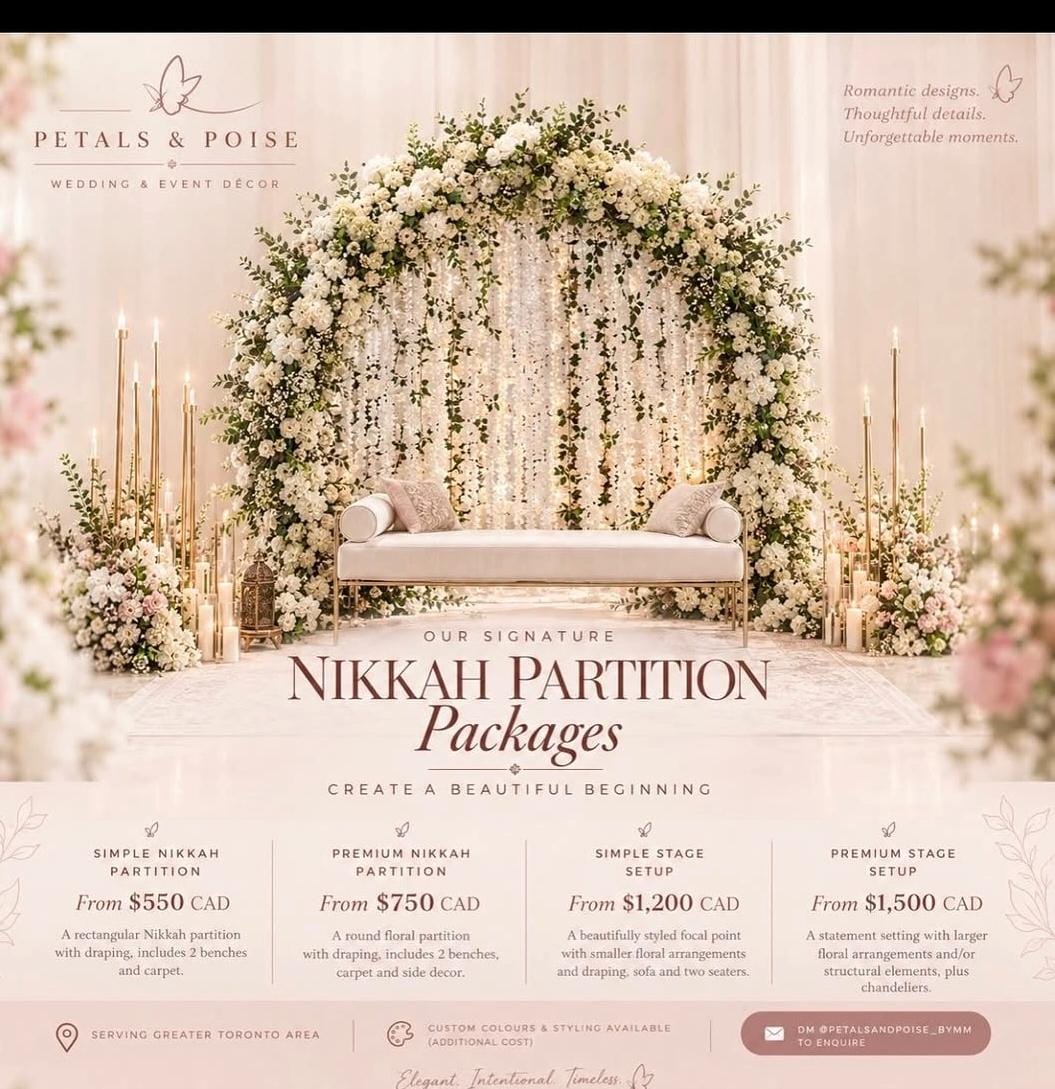 PETALS & POISE
WEDDING & EVENT DÉCOR
Romantic designs.
Thoughtful details.
Unforgettable moments.
OUR SIGNATURE
NIKKAH PARTITION
Packages
CREATE A BEAUTIFUL BEGINNING
SIMPLE NIKKAH
PARTITION
From $550 CAD
A rectangular Nikkah partition
with draping, includes 2 benches
and carpet.
PREMIUM NIKKAH
PARTITION
From $750 CAD
A round floral partition
with draping, includes 2 benches,
carpet and side decor.
SIMPLE STAGE
SETUP
From $1,200 CAD
A beautifully styled focal point
with smaller floral arrangements
and draping, sofa and two seaters.
PREMIUM STAGE
SETUP
From $1,500 CAD
A statement setting with larger
floral arrangements and/or
structural elements, plus
chandeliers.
SERVING GREATER TORONTO AREA
CUSTOM COLOURS & STYLING AVAILABLE
(ADDITIONAL COST)
DM @PETALSANDPOISE_BYMM
TO ENQUIRE
Elegant. Intentional. Timeless.